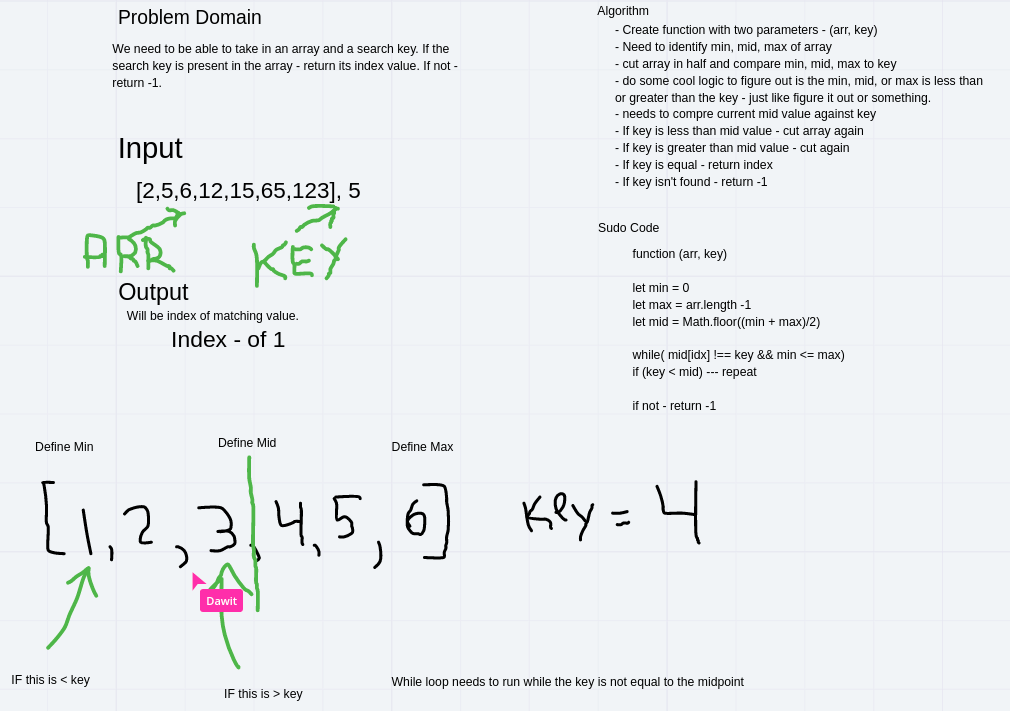 Problem Domain
We need to be able to take in an array and a search key. If the
search key is present in the array - return its index value. If not -
return -1.
Input
[2,5,6,12,15,65,123], 5
ARR KEY
Output
Will be index of matching value.
Index - of 1
Algorithm
- Create function with two parameters - (arr, key)
- Need to identify min, mid, max of array
- cut array in half and compare min, mid, max to key
- do some cool logic to figure out is the min, mid, or max is less than
or greater than the key - just like figure it out or something.
- needs to compre current mid value against key
- If key is less than mid value - cut array again
- If key is greater than mid value - cut again
- If key is equal - return index
- If key isn't found - return -1
Sudo Code
function (arr, key)
let min = 0
let max = arr.length -1
let mid = Math.floor((min + max)/2)
while( mid[idx] !== key && min <= max)
if (key < mid) --- repeat
if not - return -1
Define Min Define Mid Define Max
[1, 2, 3, 4, 5, 6] Key = 4
Dawit
IF this is < key
IF this is > key
While loop needs to run while the key is not equal to the midpoint